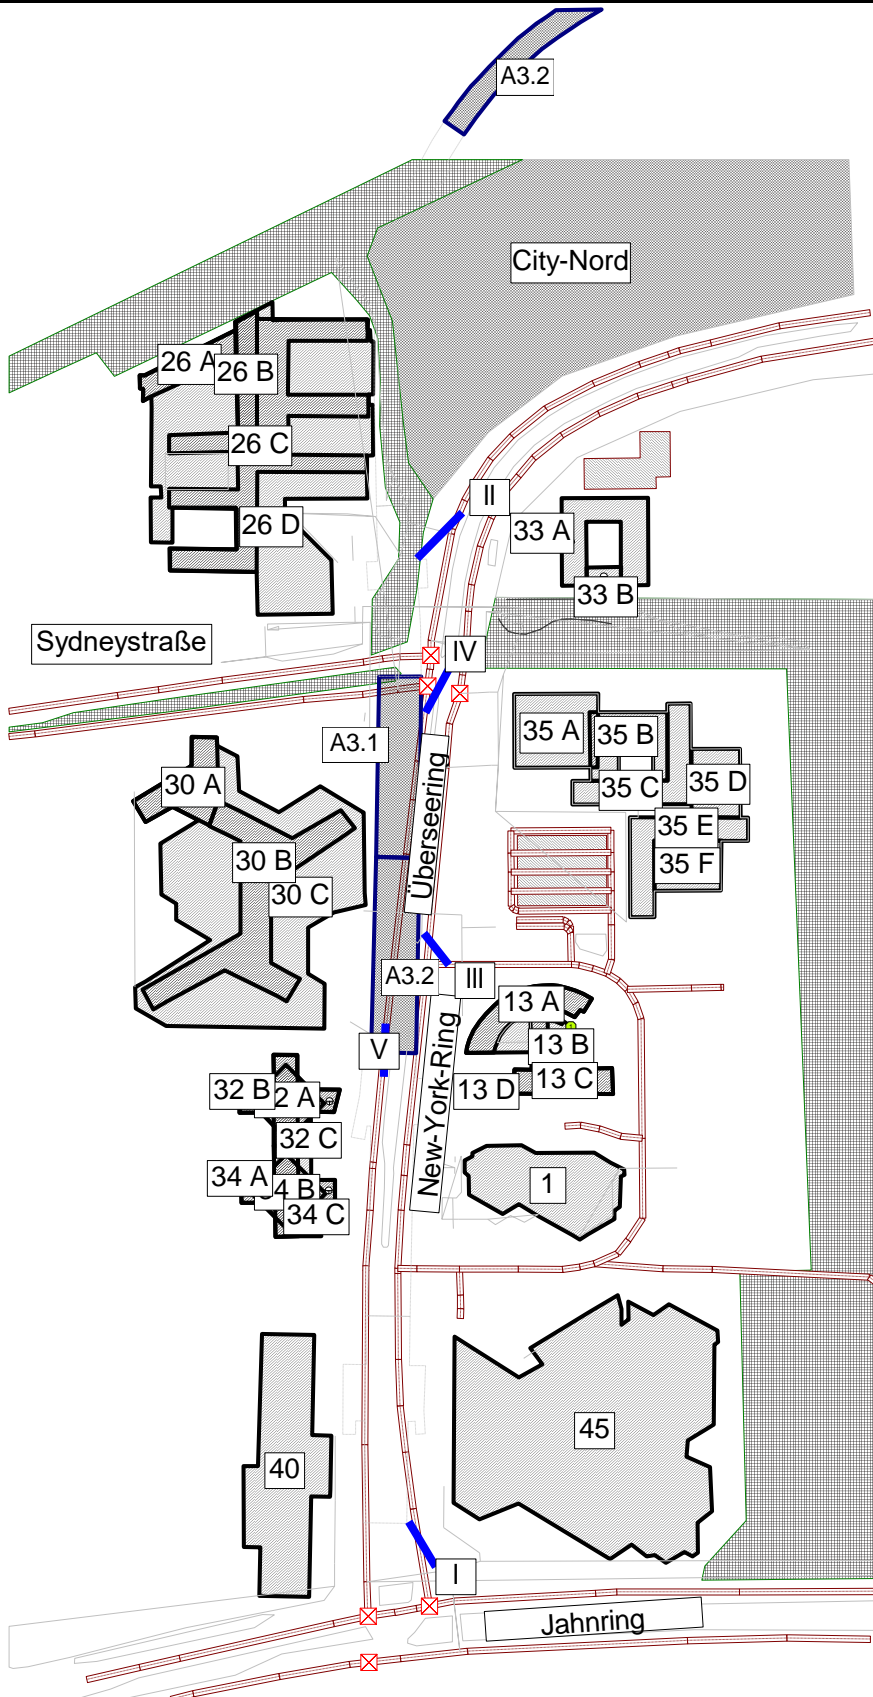 A3.2
City-Nord
26 A
26 B
26 C
II
26 D
33 A
33 B
Sydneystraße
IV
A3.1
35 A
35 B
Überseering
30 A
35 C
35 D
35 E
30 B
35 F
30 C
A3.2
III
13 A
New-York-Ring
V
13 B
13 C
13 D
32 B
2 A
32 C
34 A
34 B
34 C
1
45
40
I
Jahnring